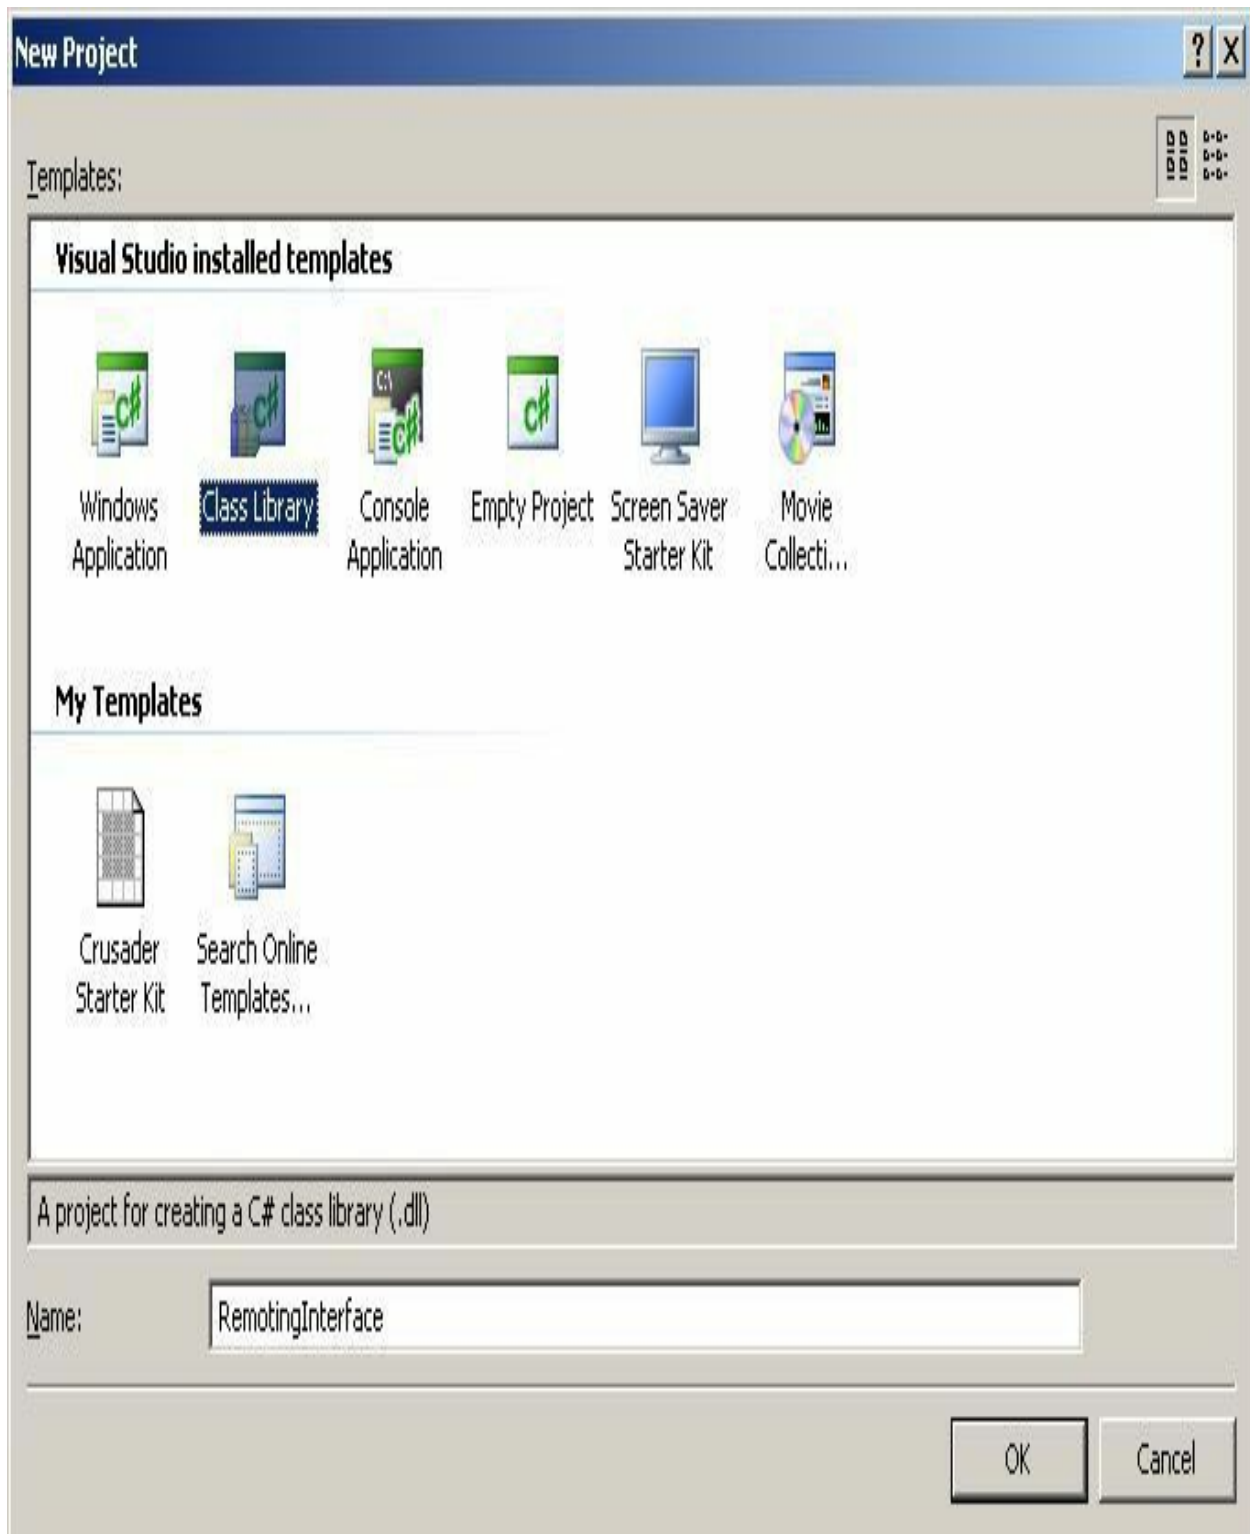 New Project
Templates:
Visual Studio installed templates
Windows Application
Class Library
Console Application
Empty Project
Screen Saver Starter Kit
Movie Collecti...
My Templates
Crusader Starter Kit
Search Online Templates...
A project for creating a C# class library (.dll)
Name:
RemotingInterface
OK
Cancel